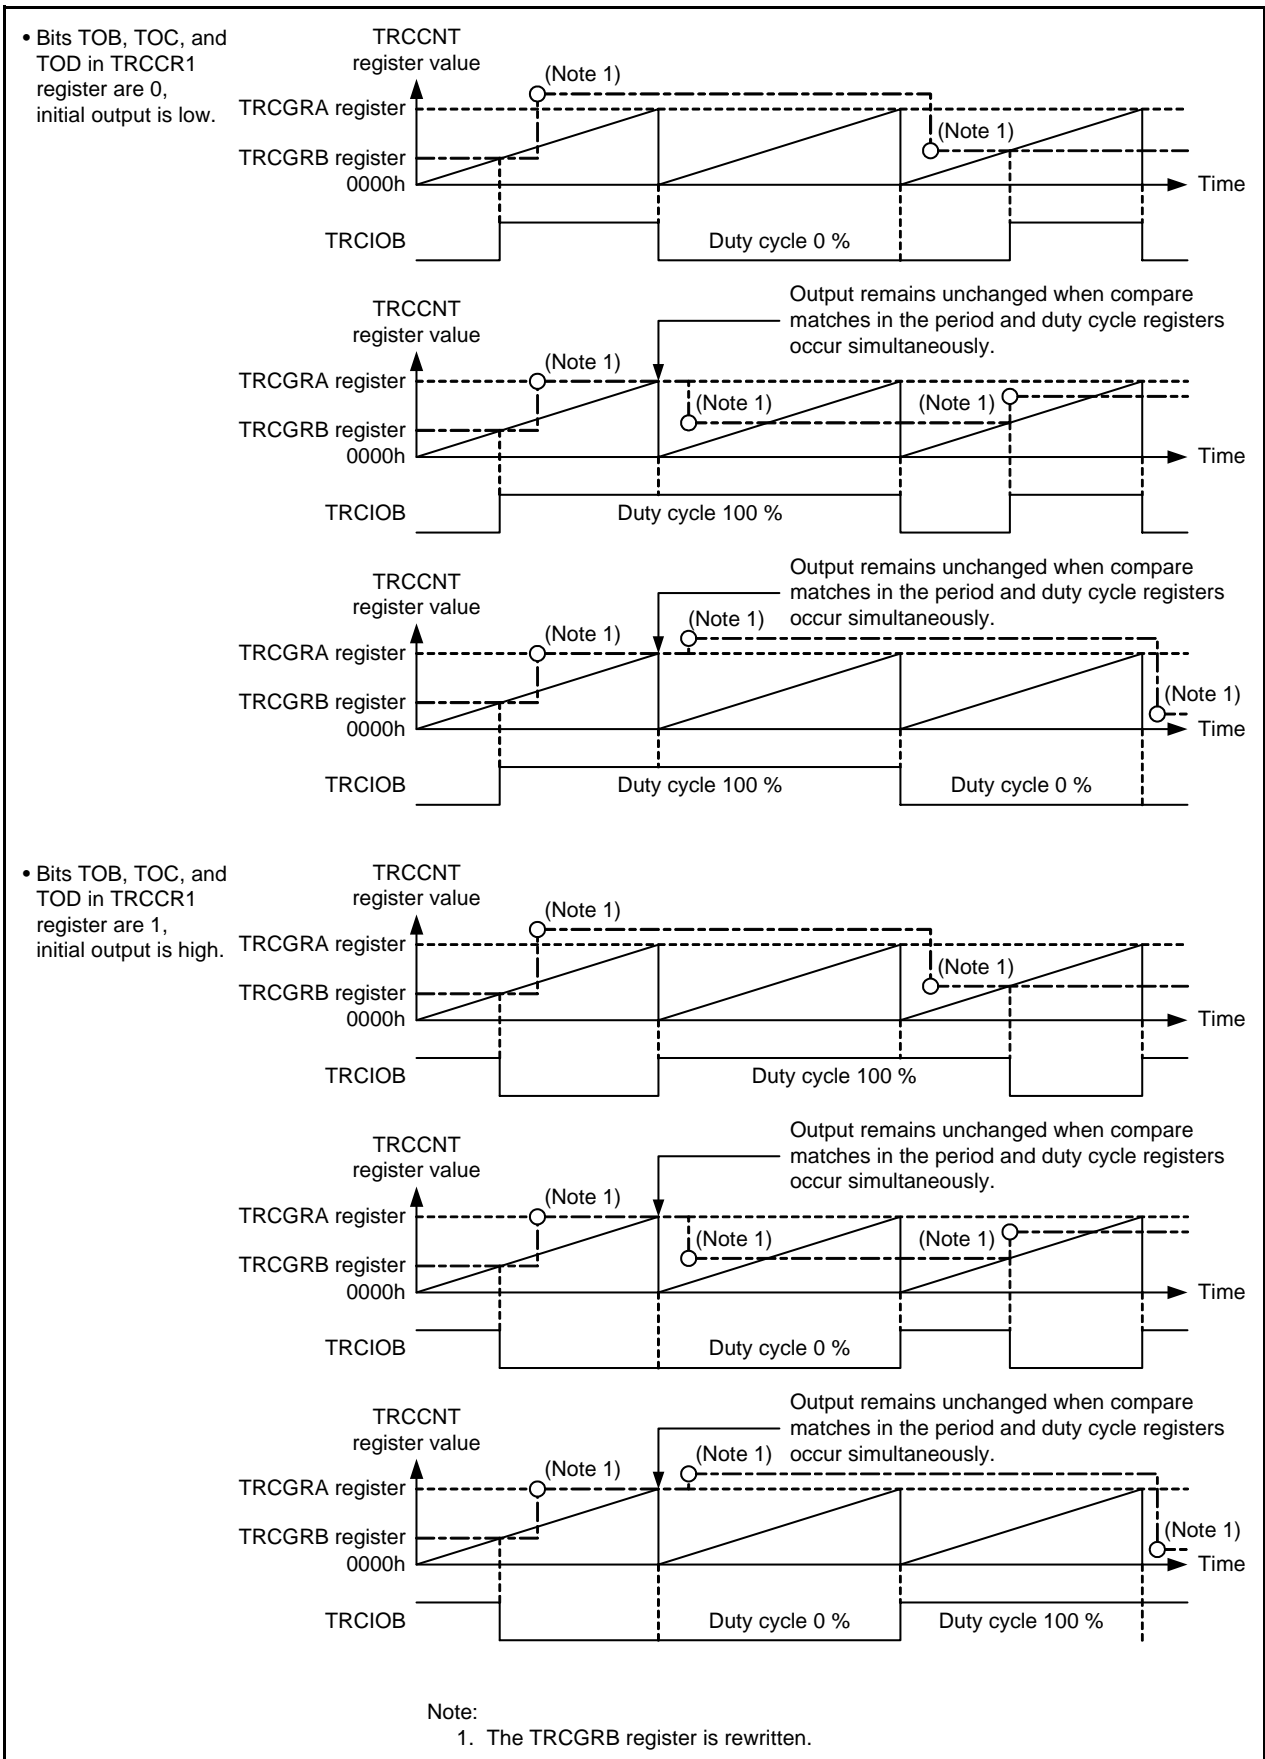 • Bits TOB, TOC, and
TOD in TRCCR1
register are 0,
initial output is low.
TRCCNT
register value
(Note 1)
TRCGRA register
(Note 1)
TRCGRB register
0000h
Time
TRCIOB
Duty cycle 0 %
TRCCNT
register value
Output remains unchanged when compare
matches in the period and duty cycle registers
occur simultaneously.
(Note 1)
TRCGRA register
(Note 1)
(Note 1)
TRCGRB register
0000h
Time
TRCIOB
Duty cycle 100 %
TRCCNT
register value
Output remains unchanged when compare
matches in the period and duty cycle registers
occur simultaneously.
(Note 1)
(Note 1)
TRCGRA register
TRCGRB register
(Note 1)
0000h
Time
TRCIOB
Duty cycle 100 %
Duty cycle 0 %
• Bits TOB, TOC, and
TOD in TRCCR1
register are 1,
initial output is high.
TRCCNT
register value
(Note 1)
TRCGRA register
(Note 1)
TRCGRB register
0000h
Time
TRCIOB
Duty cycle 100 %
TRCCNT
register value
Output remains unchanged when compare
matches in the period and duty cycle registers
occur simultaneously.
(Note 1)
TRCGRA register
(Note 1)
(Note 1)
TRCGRB register
0000h
Time
TRCIOB
Duty cycle 0 %
TRCCNT
register value
Output remains unchanged when compare
matches in the period and duty cycle registers
occur simultaneously.
(Note 1)
(Note 1)
TRCGRA register
TRCGRB register
(Note 1)
0000h
Time
TRCIOB
Duty cycle 0 %
Duty cycle 100 %
Note:
1. The TRCGRB register is rewritten.